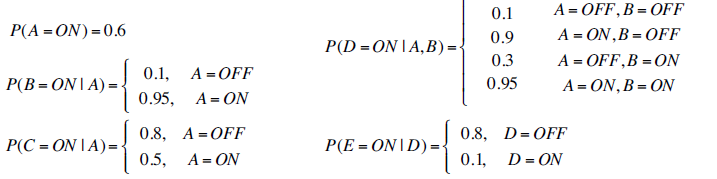 P(A = ON) = 0.6
P(B = ON | A) = { 0.1, A = OFF
0.95, A = ON
P(C = ON | A) = { 0.8, A = OFF
0.5, A = ON
P(D = ON | A, B) = { 0.1 A = OFF, B = OFF
0.9 A = ON, B = OFF
0.3 A = OFF, B = ON
0.95 A = ON, B = ON
P(E = ON | D) = { 0.8, D = OFF
0.1, D = ON